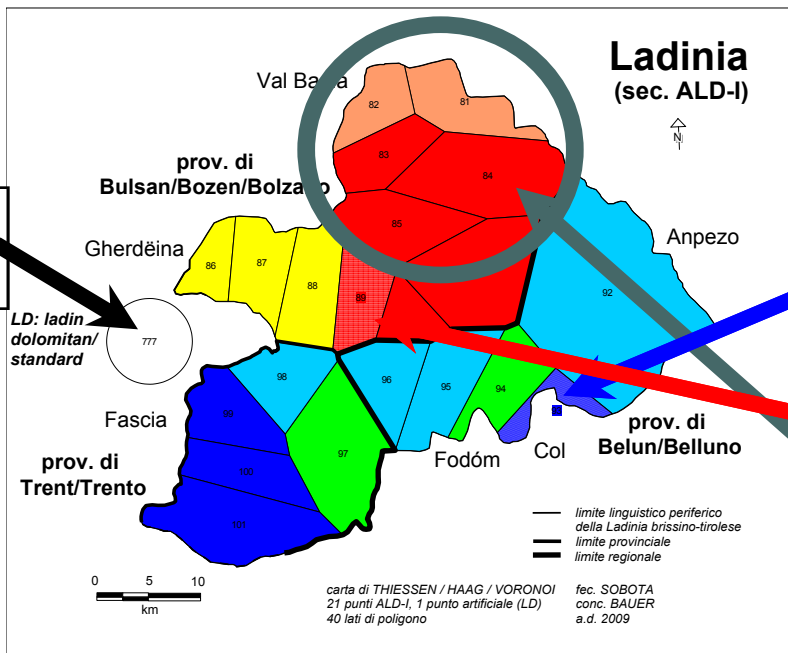 Ladinia
(sec. ALD-I)
N
Val Ba
82
81
83
84
85
prov. di
Bulsan/Bozen/Bolza o
Gherdëina
86
87
88
Anpezo
92
LD: ladin
dolomitan/
standard
777
98
96
95
94
99
Fascia
100
97
101
Fodóm
Col
prov. di
Belun/Belluno
prov. di
Trent/Trento
limite linguistico periferico
della Ladinia brissino-tirolese
limite provinciale
limite regionale
0 5 10
km
carta di THIESSEN / HAAG / VORONOI
21 punti ALD-I, 1 punto artificiale (LD)
40 lati di poligono
fec. SOBOTA
conc. BAUER
a.d. 2009